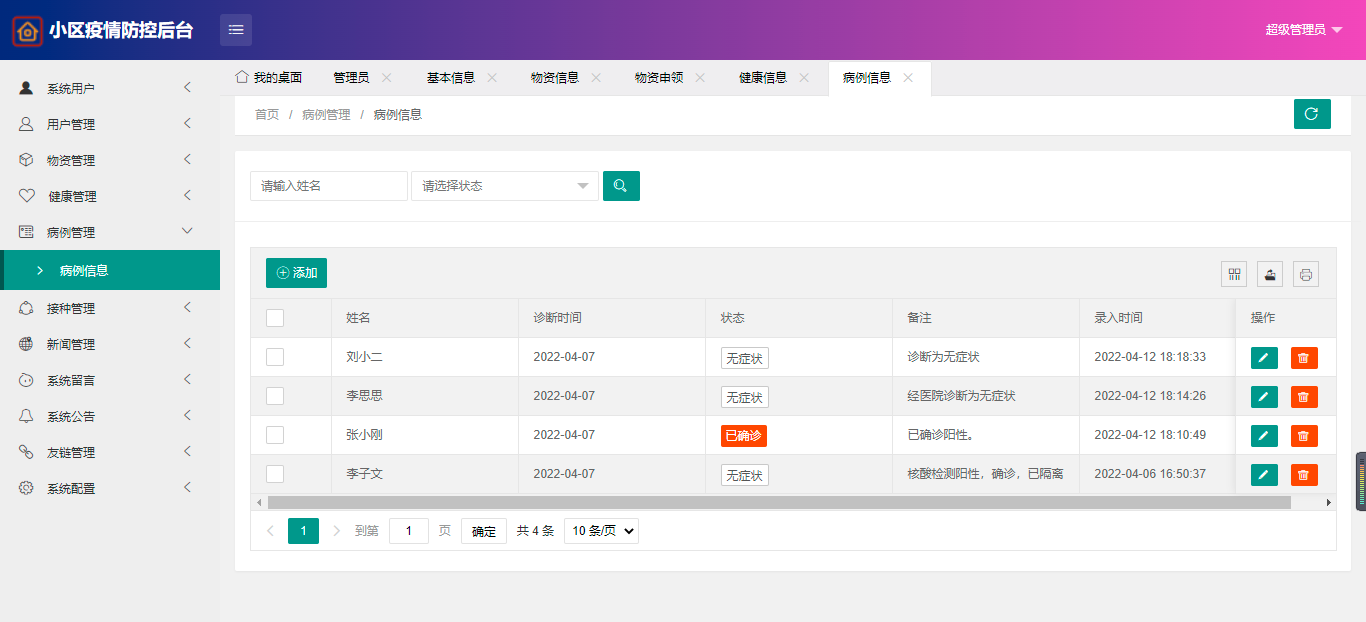 小区疫情防控后台
超级管理员
系统用户
用户管理
物资管理
健康管理
病例管理
病例信息
接种管理
新闻管理
系统留言
系统公告
友链管理
系统配置
我的桌面 管理员 基本信息 物资信息 物资申领 健康信息 病例信息
首页 / 病例管理 / 病例信息
请输入姓名 请选择状态
添加
姓名 诊断时间 状态 备注 录入时间 操作
刘小二 2022-04-07 无症状 诊断为无症状 2022-04-12 18:18:33
李思思 2022-04-07 无症状 经医院诊断为无症状 2022-04-12 18:14:26
张小刚 2022-04-07 已确诊 已确诊阳性。 2022-04-12 18:10:49
李子文 2022-04-07 无症状 核酸检测阳性，确诊，已隔离 2022-04-06 16:50:37
1 到第 1 页 确定 共 4 条 10 条/页